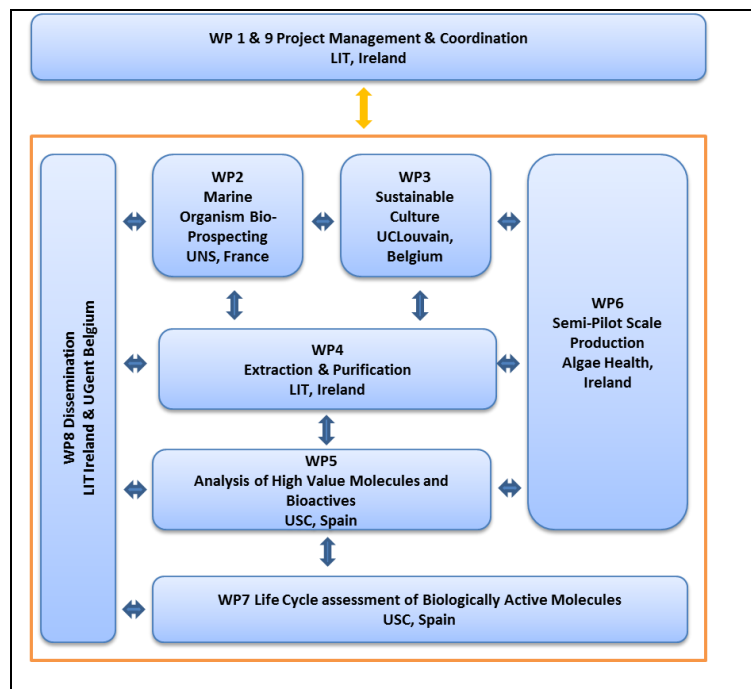 WP 1 & 9 Project Management & Coordination
LIT, Ireland
WP8 Dissemination
LIT Ireland & UGent Belgium
WP2
Marine
Organism Bio-
Prospecting
UNS, France
WP3
Sustainable
Culture
UCLouvain,
Belgium
WP6
Semi-Pilot Scale
Production
Algae Health,
Ireland
WP4
Extraction & Purification
LIT, Ireland
WP5
Analysis of High Value Molecules and
Bioactives
USC, Spain
WP7 Life Cycle assessment of Biologically Active Molecules
USC, Spain